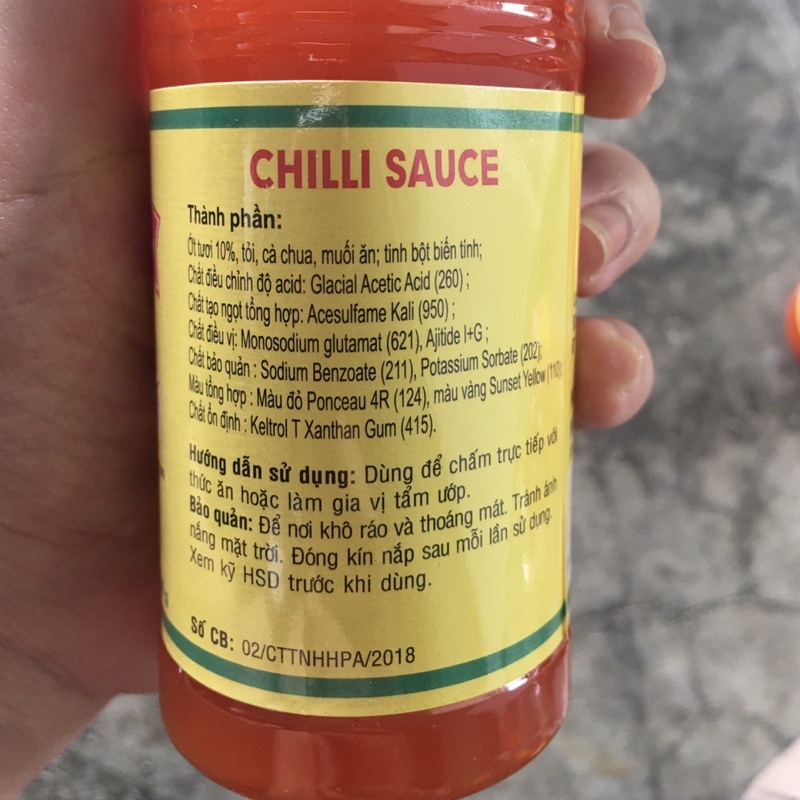 CHILLI SAUCE
Thành phần:
Ớt tươi 10%, tỏi, cà chua, muối ăn; tinh bột biến tính;
Chất điều chỉnh độ acid: Glacial Acetic Acid (260) ;
Chất tạo ngọt tổng hợp: Acesulfame Kali (950) ;
Chất điều vị: Monosodium glutamat (621), Ajitide I+G ;
Chất bảo quản : Sodium Benzoate (211), Potassium Sorbate (202);
Màu tổng hợp : Màu đỏ Ponceau 4R (124), màu vàng Sunset Yellow (110);
Chất ổn định : Keltrol T Xanthan Gum (415).
Hướng dẫn sử dụng: Dùng để chấm trực tiếp với
thức ăn hoặc làm gia vị tẩm ướp.
Bảo quản: Để nơi khô ráo và thoáng mát. Tránh ánh
nắng mặt trời. Đóng kín nắp sau mỗi lần sử dụng.
Xem kỹ HSD trước khi dùng.
Số CB: 02/CTTNHHPA/2018